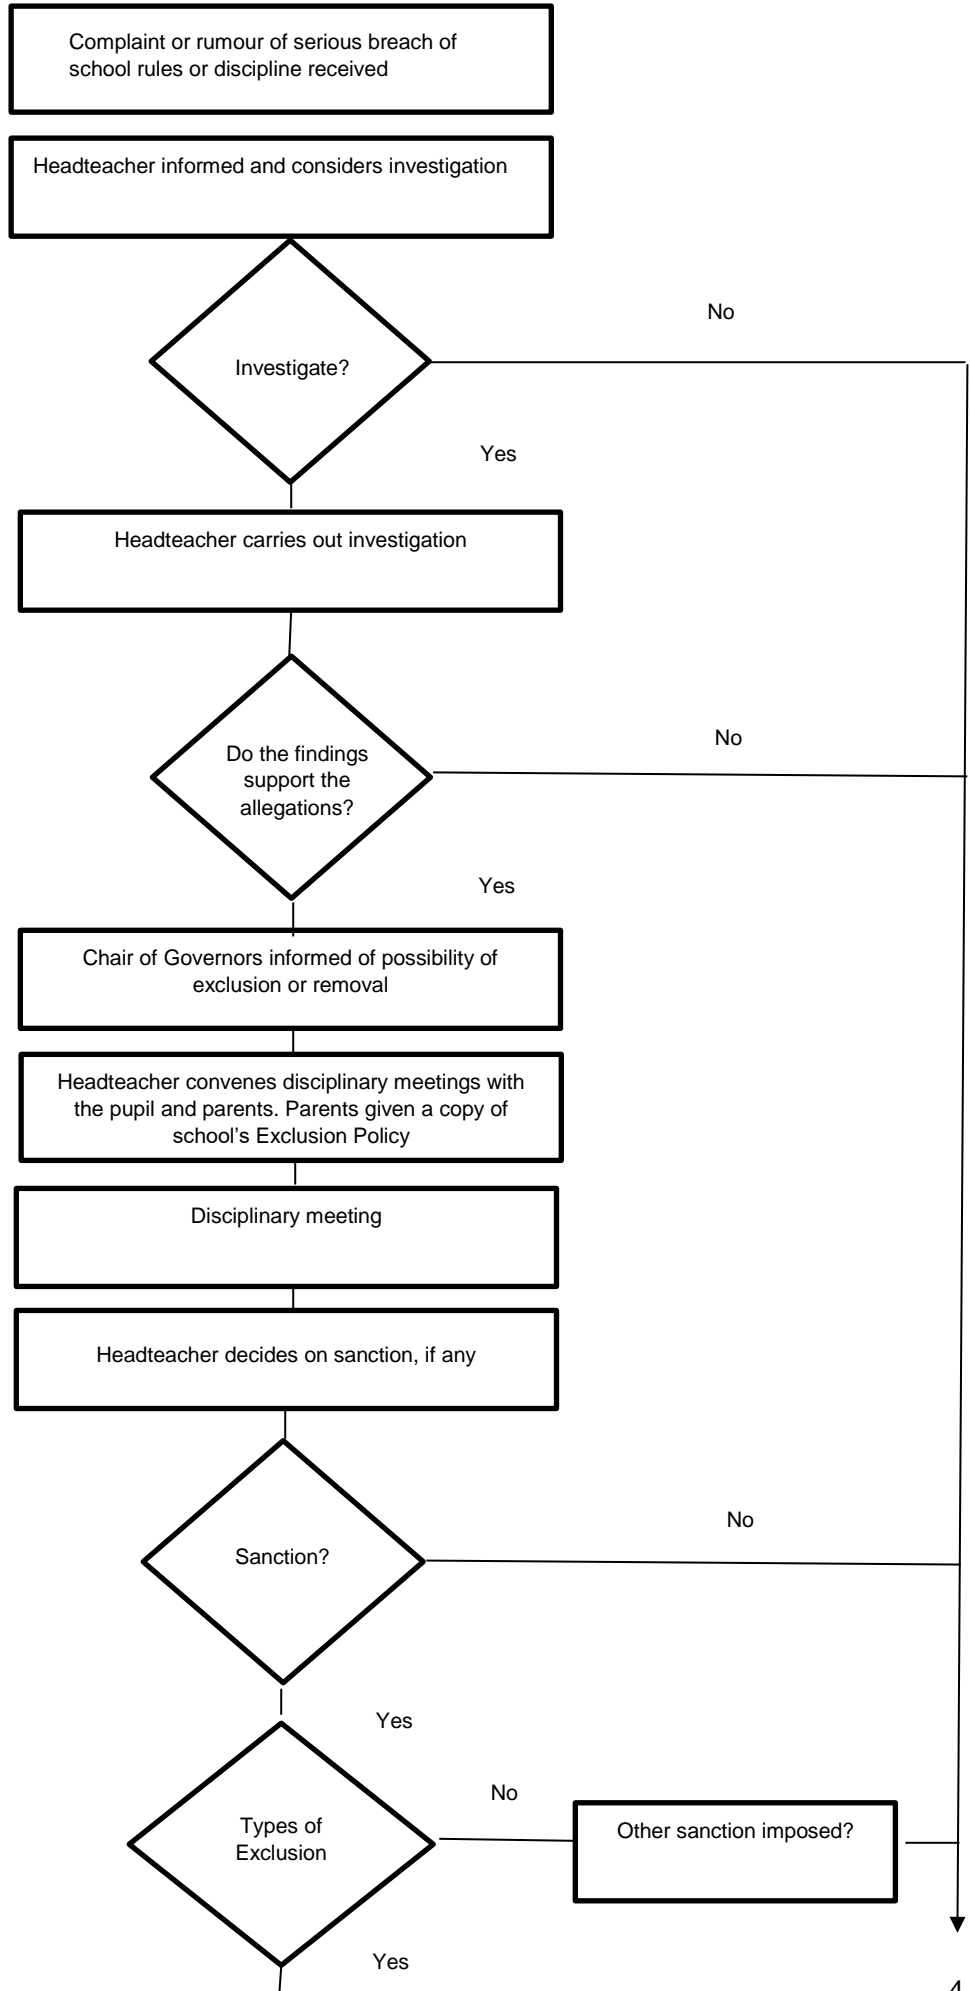 Complaint or rumour of serious breach of
school rules or discipline received
Headteacher informed and considers investigation
No
Investigate?
Yes
Headteacher carries out investigation
No
Do the findings
support the
allegations?
Yes
Chair of Governors informed of possibility of
exclusion or removal
Headteacher convenes disciplinary meetings with
the pupil and parents. Parents given a copy of
school’s Exclusion Policy
Disciplinary meeting
Headteacher decides on sanction, if any
No
Sanction?
Yes
No
Types of
Exclusion
Other sanction imposed?
Yes
4